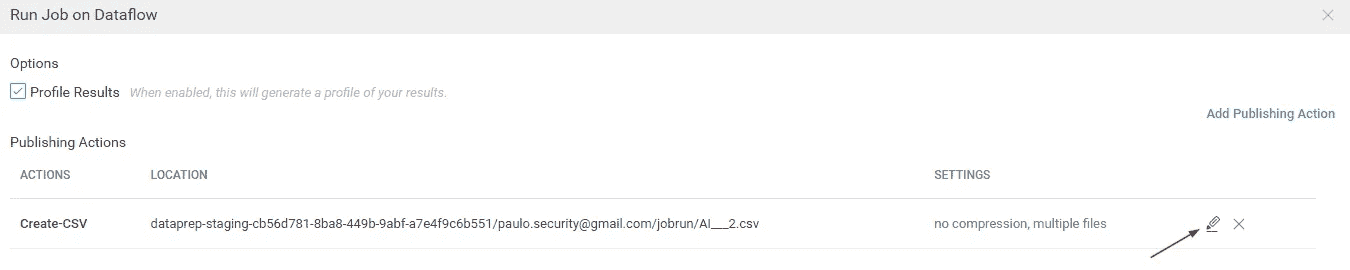 Run Job on Dataflow
Options
Profile Results When enabled, this will generate a profile of your results.
Add Publishing Action
Publishing Actions
ACTIONS LOCATION SETTINGS
Create-CSV dataprep-staging-cb56d781-8ba8-449b-9abf-a7e4f9c6b551/paulo.security@gmail.com/jobrun/AI___2.csv no compression, multiple files